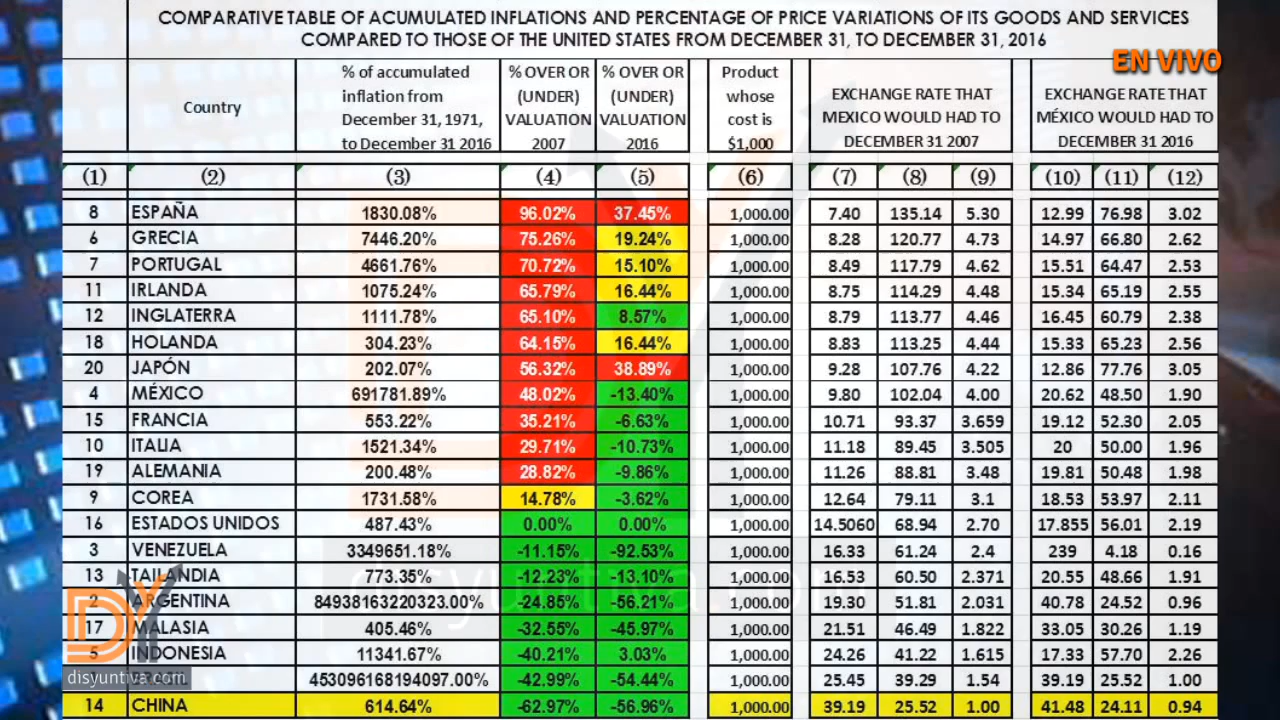 COMPARATIVE TABLE OF ACUMULATED INFLATIONS AND PERCENTAGE OF PRICE VARIATIONS OF ITS GOODS AND SERVICES
COMPARED TO THOSE OF THE UNITED STATES FROM DECEMBER 31, TO DECEMBER 31, 2016
EN VIVO
Country
% of accumulated
inflation from
December 31, 1971,
to December 31 2016
% OVER OR
(UNDER)
VALUATION
2007
% OVER OR
(UNDER)
VALUATION
2016
Product
whose
cost is
$1,000
EXCHANGE RATE THAT
MEXICO WOULD HAD TO
DECEMBER 31 2007
EXCHANGE RATE THAT
MÉXICO WOULD HAD TO
DECEMBER 31 2016
(1) (2) (3) (4) (5) (6) (7) (8) (9) (10) (11) (12)
8 ESPAÑA 1830.08% 96.02% 37.45% 1,000.00 7.40 135.14 5.30 12.99 76.98 3.02
6 GRECIA 7446.20% 75.26% 19.24% 1,000.00 8.28 120.77 4.73 14.97 66.80 2.62
7 PORTUGAL 4661.76% 70.72% 15.10% 1,000.00 8.49 117.79 4.62 15.51 64.47 2.53
11 IRLANDA 1075.24% 65.79% 16.44% 1,000.00 8.75 114.29 4.48 15.34 65.19 2.55
12 INGLATERRA 1111.78% 65.10% 8.57% 1,000.00 8.79 113.77 4.46 16.45 60.79 2.38
18 HOLANDA 304.23% 64.15% 16.44% 1,000.00 8.83 113.25 4.44 15.33 65.23 2.56
20 JAPÓN 202.07% 56.32% 38.89% 1,000.00 9.28 107.76 4.22 12.86 77.76 3.05
4 MÉXICO 691781.89% 48.02% -13.40% 1,000.00 9.80 102.04 4.00 20.62 48.50 1.90
15 FRANCIA 553.22% 35.21% -6.63% 1,000.00 10.71 93.37 3.659 19.12 52.30 2.05
10 ITALIA 1521.34% 29.71% -10.73% 1,000.00 11.18 89.45 3.505 20 50.00 1.96
19 ALEMANIA 200.48% 28.82% -9.86% 1,000.00 11.26 88.81 3.48 19.81 50.48 1.98
9 COREA 1731.58% 14.78% -3.62% 1,000.00 12.64 79.11 3.1 18.53 53.97 2.11
16 ESTADOS UNIDOS 487.43% 0.00% 0.00% 1,000.00 14.5060 68.94 2.70 17.855 56.01 2.19
3 VENEZUELA 3349651.18% -11.15% -92.53% 1,000.00 16.33 61.24 2.4 239 4.18 0.16
13 TAILANDIA 773.35% -12.23% -13.10% 1,000.00 16.53 60.50 2.371 20.55 48.66 1.91
2 ARGENTINA 84938163220323.00% -24.85% -56.21% 1,000.00 19.30 51.81 2.031 40.78 24.52 0.96
17 MALASIA 405.46% -32.55% -45.97% 1,000.00 21.51 46.49 1.822 33.05 30.26 1.19
5 INDONESIA 11341.67% -40.21% 3.03% 1,000.00 24.26 41.22 1.615 17.33 57.70 2.26
453096168194097.00% -42.99% -54.44% 1,000.00 25.45 39.29 1.54 39.19 25.52 1.00
14 CHINA 614.64% -62.97% -56.96% 1,000.00 39.19 25.52 1.00 41.48 24.11 0.94
DY
disyuntiva.com
disyuntiva.com